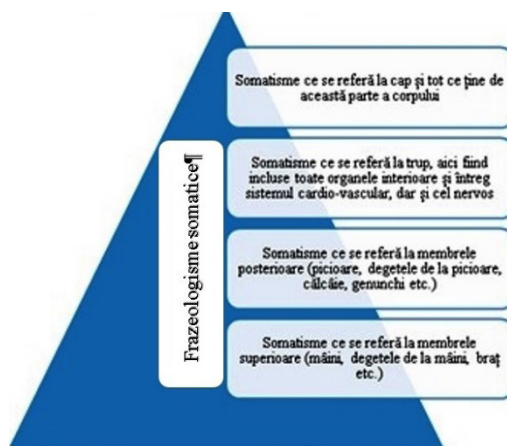 Frazeologisme somatice¶
Somatisme ce se referă la cap și tot ce ține de
această parte a corpului
Somatisme ce se referă la trup, aici fiind
incluse toate organele interioare și întreg
sistemul cardio-vascular, dar și cel nervos
Somatisme ce se referă la membrele
posterioare (picioare, degetele de la picioare,
călcâie, genunchi etc.)
Somatisme ce se referă la membrele
superioare (mâini, degetele de la mâini, braț
etc.)